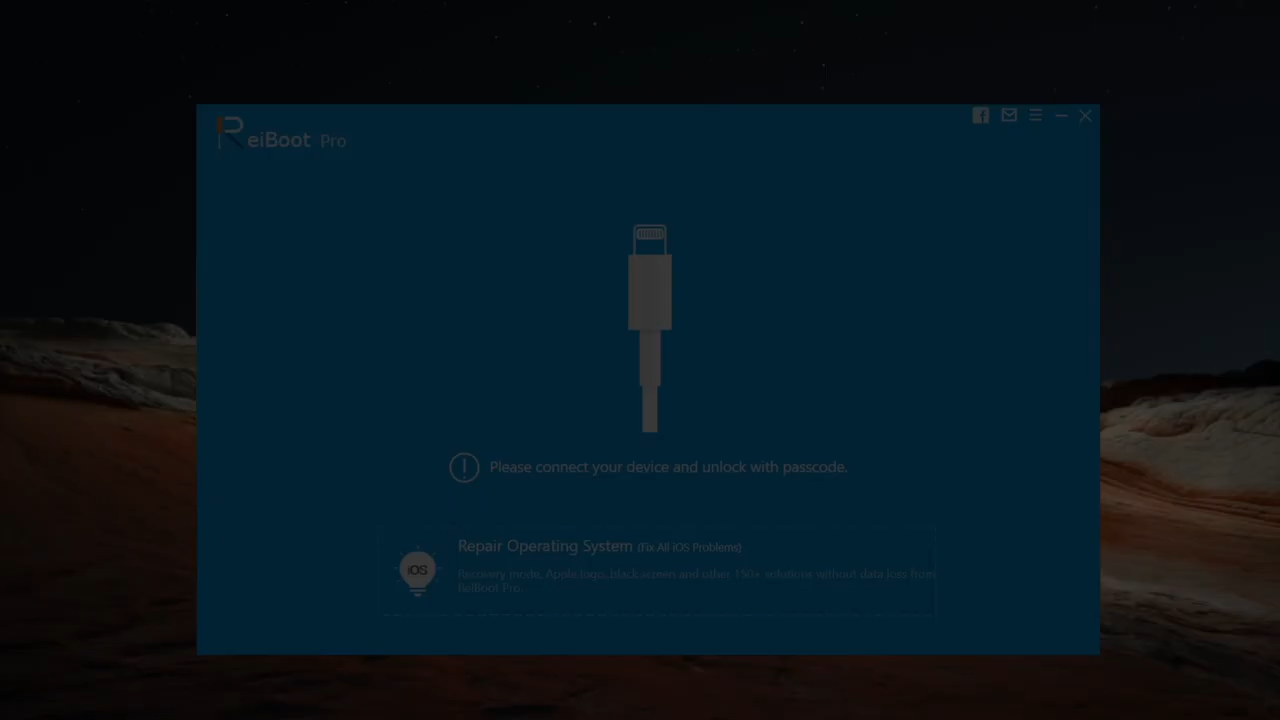 ReiBoot Pro
Please connect your device and unlock with passcode.
Repair Operating System (Fix All iOS Problems)
iOS
Recovery mode, Apple logo, black screen and other 150+ solutions without data loss from
ReiBoot Pro.